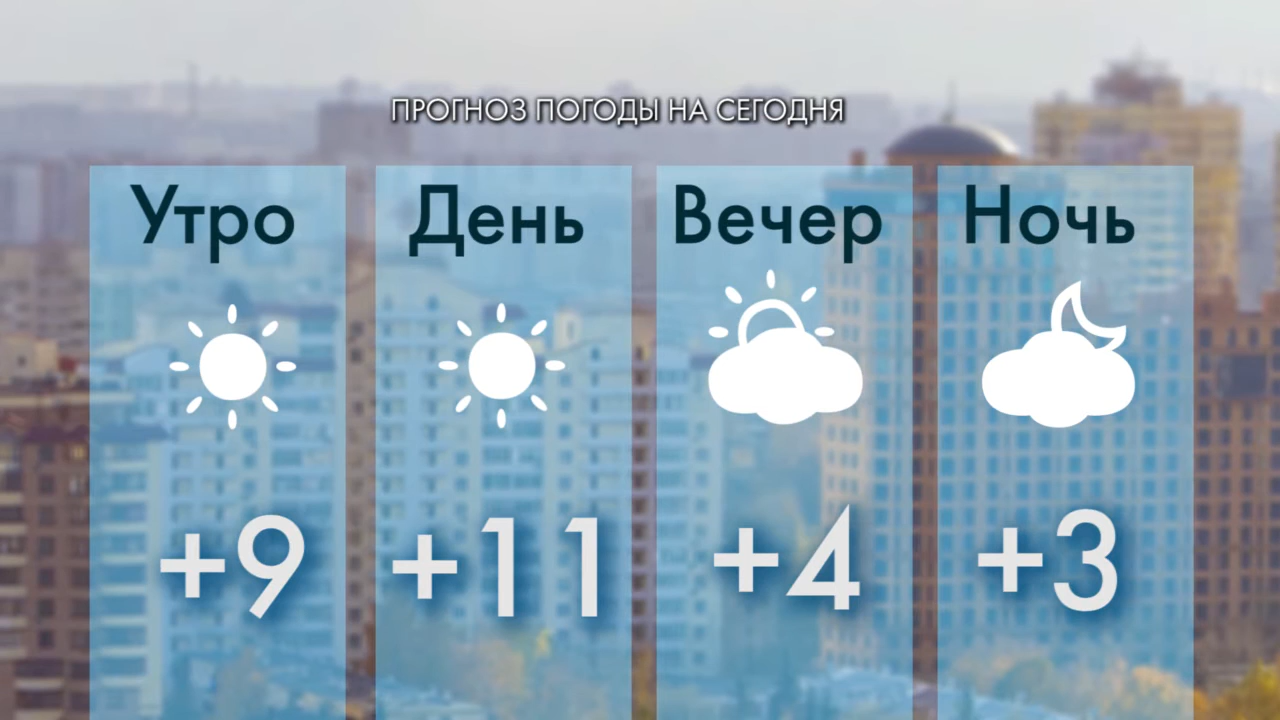 ПРОГНОЗ ПОГОДЫ НА СЕГОДНЯ
Утро
День
Вечер
Ночь
+9
+11
+4
+3